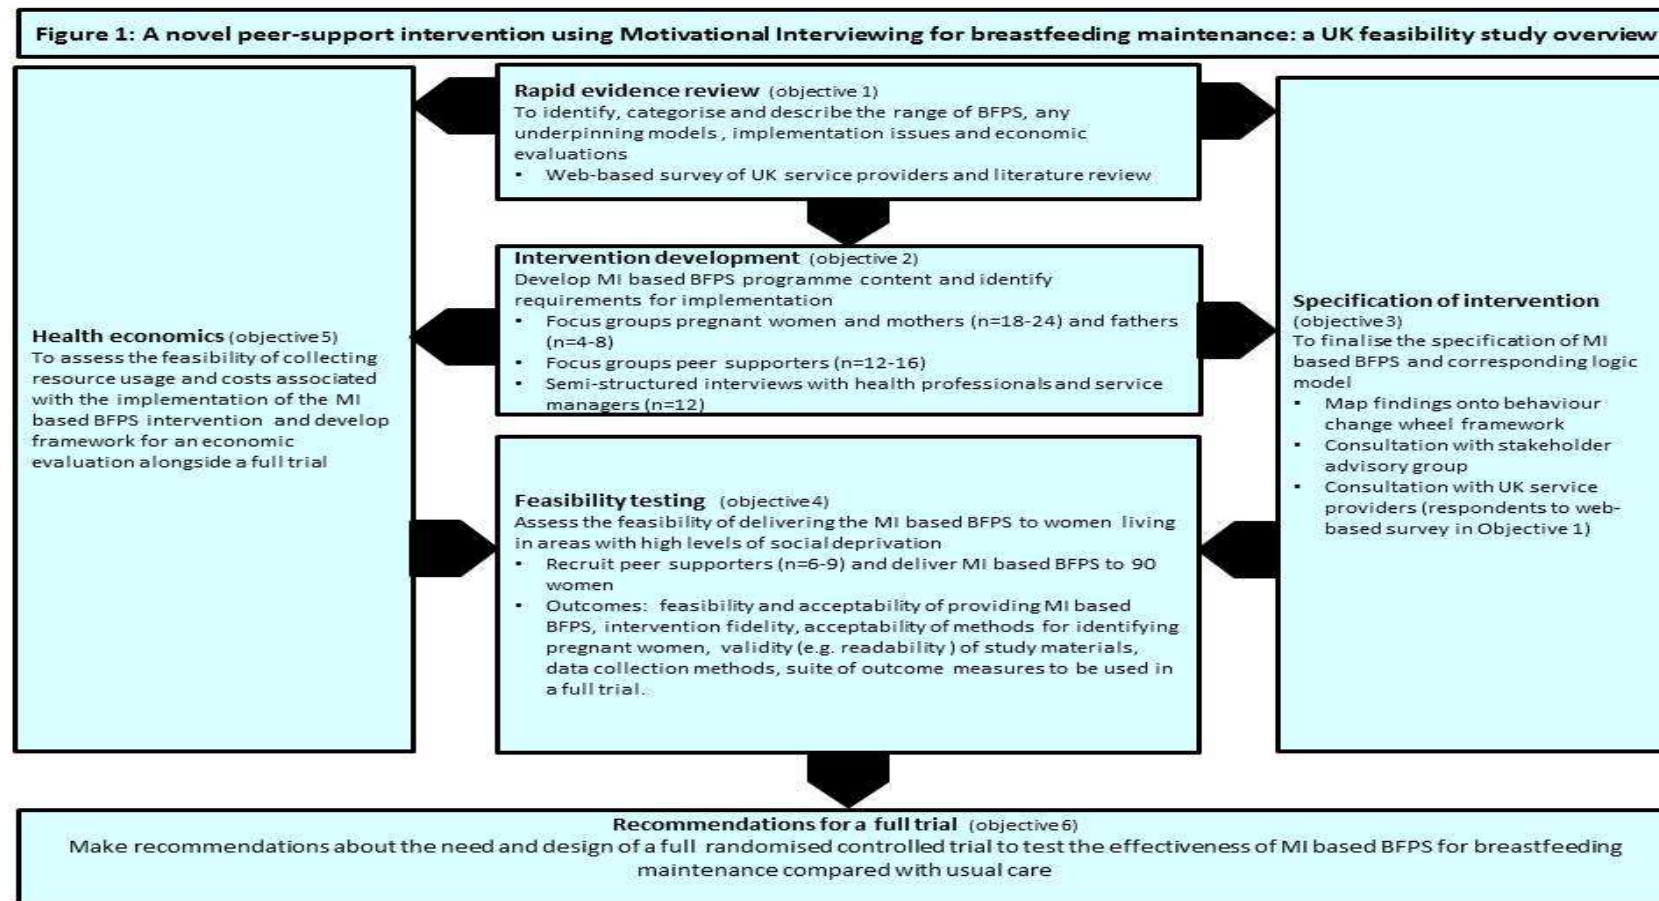 Figure 1: A novel peer-support intervention using Motivational Interviewing for breastfeeding maintenance: a UK feasibility study overview
Rapid evidence review (objective 1)
To identify, categorise and describe the range of BFPS, any
underpinning models , implementation issues and economic
evaluations
• Web-based survey of UK service providers and literature review
Intervention development (objective 2)
Develop MI based BFPS programme content and identify
requirements for implementation
• Focus groups pregnant women and mothers (n=18-24) and fathers
(n=4-8)
• Focus groups peer supporters (n=12-16)
• Semi-structured interviews with health professionals and service
managers (n=12)
Health economics (objective 5)
To assess the feasibility of collecting
resource usage and costs associated
with the implementation of the MI
based BFPS intervention and develop
framework for an economic
evaluation alongside a full trial
Specification of intervention
(objective 3)
To finalise the specification of MI
based BFPS and corresponding logic
model
• Map findings onto behaviour
change wheel framework
• Consultation with stakeholder
advisory group
• Consultation with UK service
providers (respondents to web-
based survey in Objective 1)
Feasibility testing (objective 4)
Assess the feasibility of delivering the MI based BFPS to women living
in areas with high levels of social deprivation
• Recruit peer supporters (n=6-9) and deliver MI based BFPS to 90
women
• Outcomes: feasibility and acceptability of providing MI based
BFPS, intervention fidelity, acceptability of methods for identifying
pregnant women, validity (e.g. readability ) of study materials,
data collection methods, suite of outcome measures to be used in
a full trial.
Recommendations for a full trial (objective 6)
Make recommendations about the need and design of a full randomised controlled trial to test the effectiveness of MI based BFPS for breastfeeding
maintenance compared with usual care